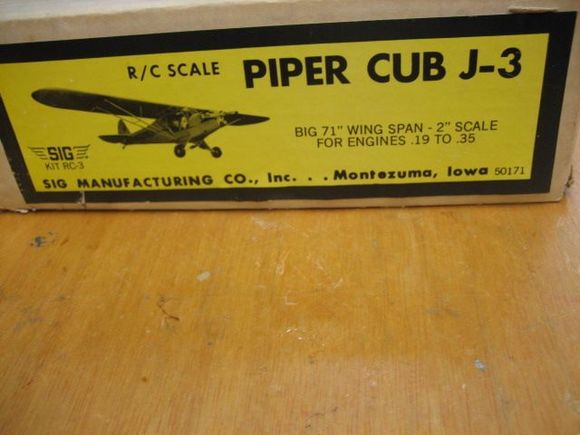 R/C SCALE PIPER CUB J-3
BIG 71" WING SPAN - 2" SCALE
FOR ENGINES .19 TO .35
SIG
KIT RC-3
SIG MANUFACTURING CO., Inc. . . Montezuma, Iowa 50171